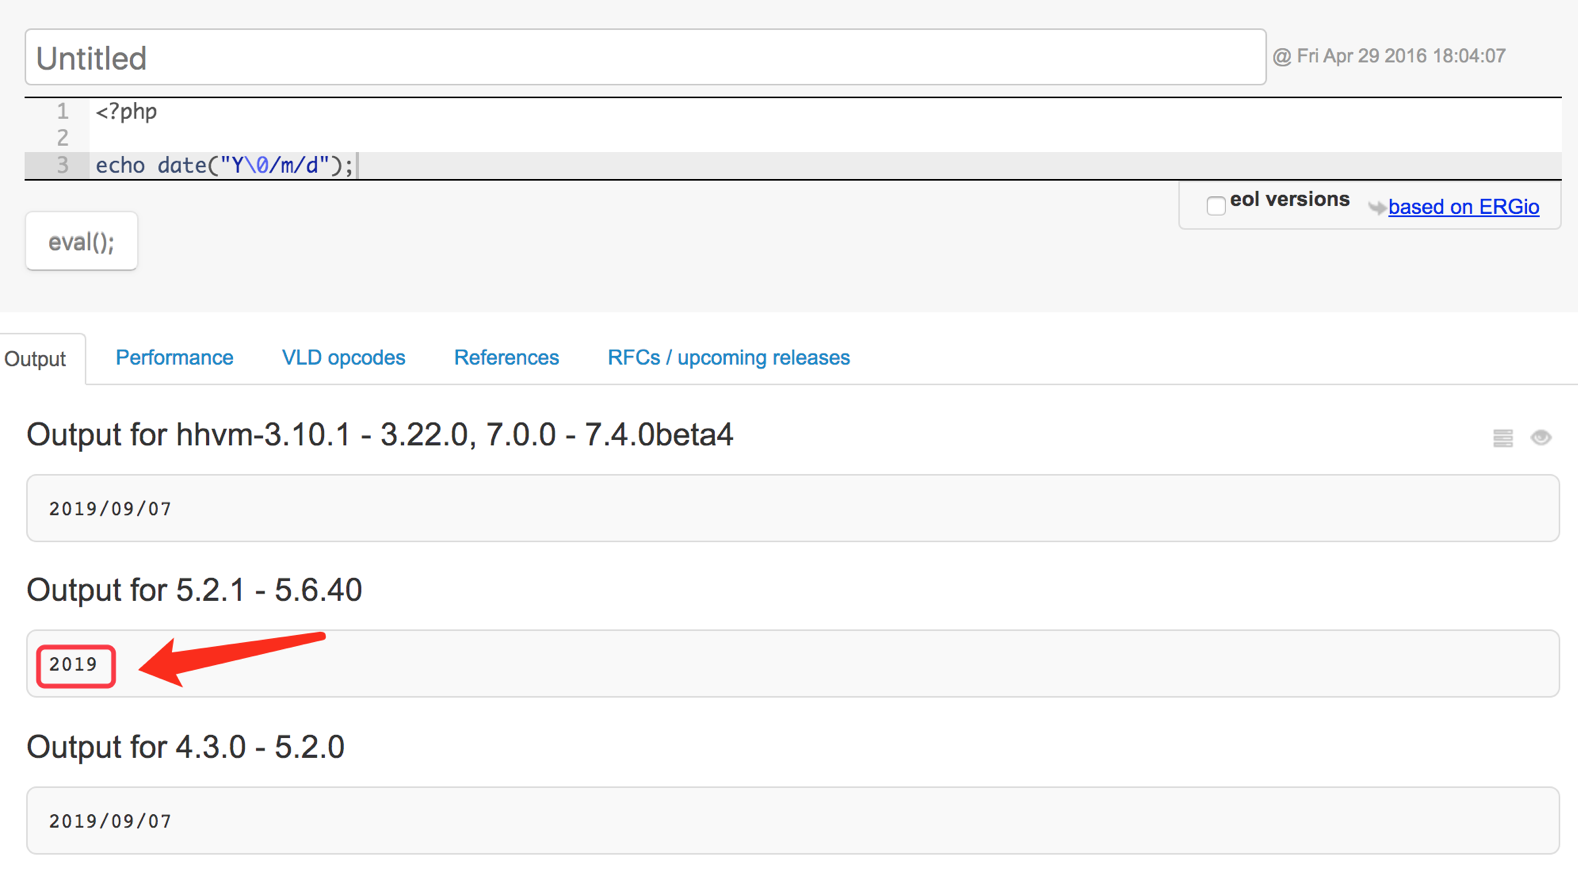 Untitled
@ Fri Apr 29 2016 18:04:07
1 <?php
2
3 echo date("Y\0/m/d");
eol versions
based on ERGio
eval();
Output Performance VLD opcodes References RFCs / upcoming releases
Output for hhvm-3.10.1 - 3.22.0, 7.0.0 - 7.4.0beta4
2019/09/07
Output for 5.2.1 - 5.6.40
2019
Output for 4.3.0 - 5.2.0
2019/09/07